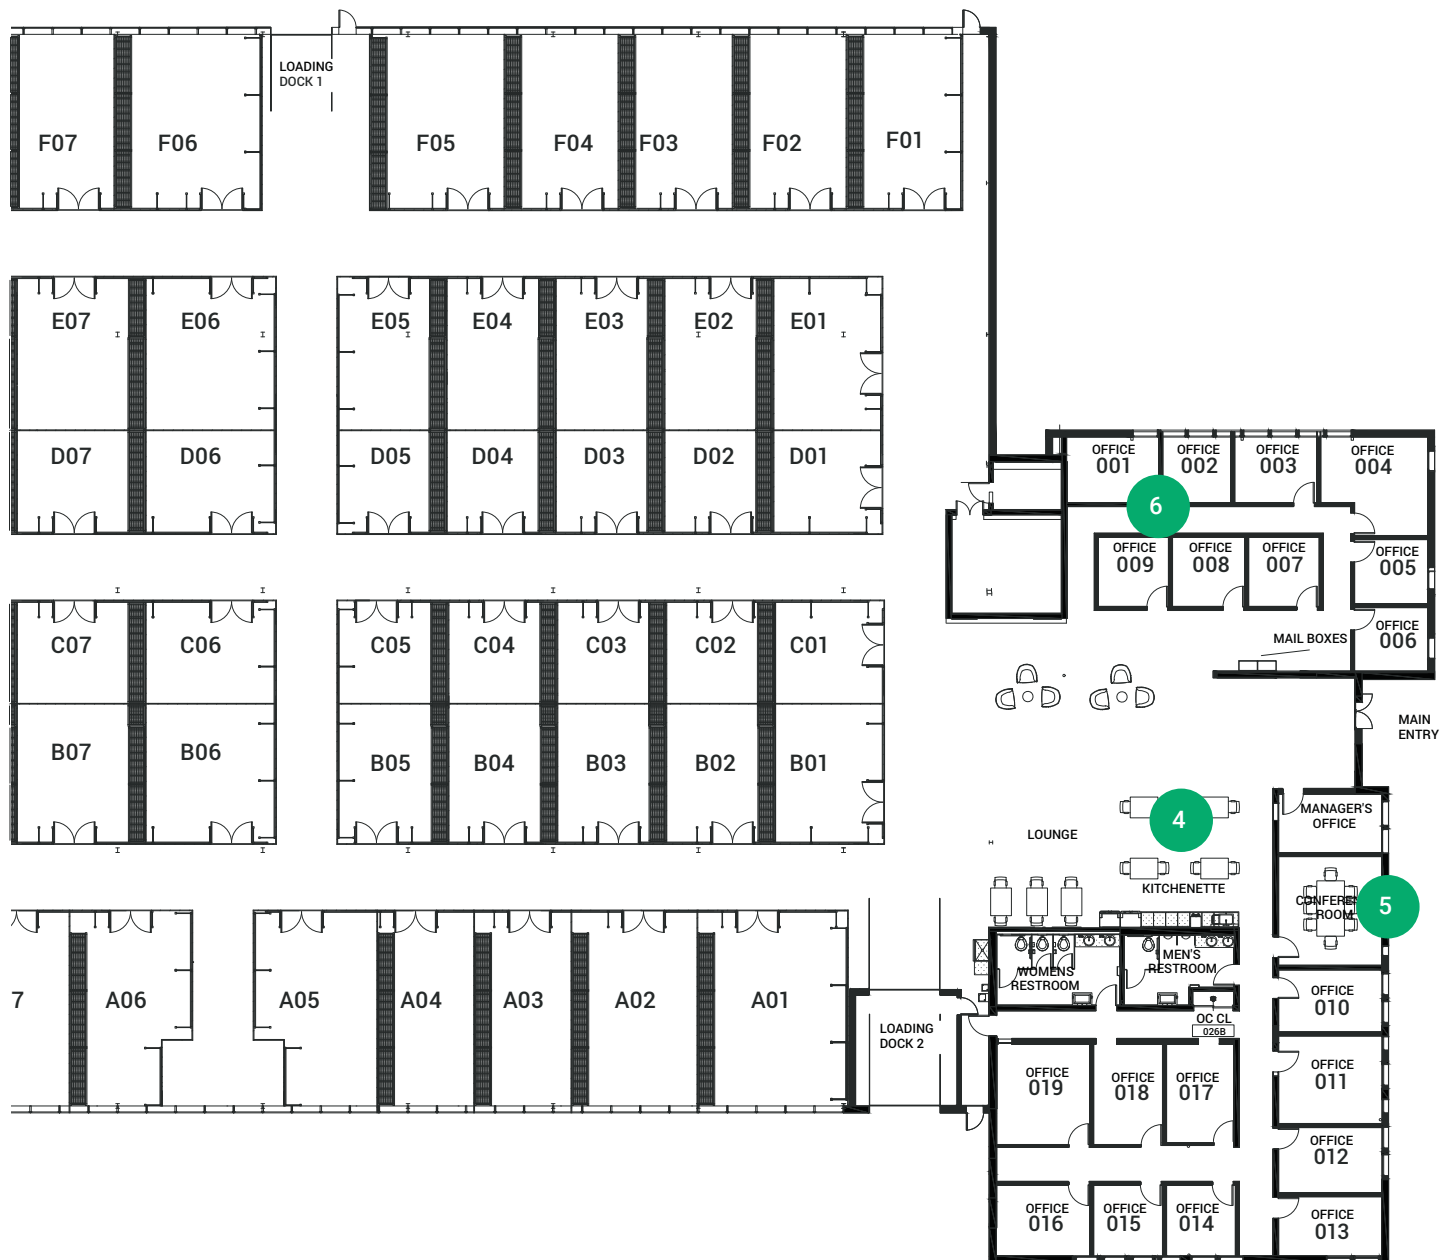 LOADING
DOCK 1
F07
F06
F05
F04
F03
F02
F01
E07
E06
E05
E04
E03
E02
E01
D07
D06
D05
D04
D03
D02
D01
OFFICE
001
OFFICE
002
OFFICE
003
OFFICE
004
6
OFFICE
009
OFFICE
008
OFFICE
007
OFFICE
005
OFFICE
006
MAIL BOXES
C07
C06
C05
C04
C03
C02
C01
B07
B06
B05
B04
B03
B02
B01
MAIN
ENTRY
MANAGER'S
OFFICE
4
LOUNGE
KITCHENETTE
ROOM
5
WOMENS
RESTROOM
MEN'S
RESTROOM
7
A06
A05
A04
A03
A02
A01
LOADING
DOCK 2
OC CL
026B
OFFICE
010
OFFICE
011
OFFICE
019
OFFICE
018
OFFICE
017
OFFICE
012
OFFICE
016
OFFICE
015
OFFICE
014
OFFICE
013